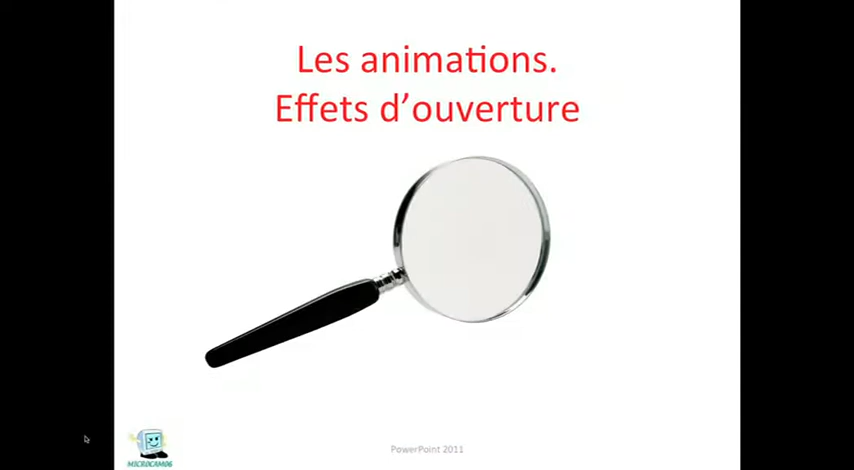 Les animations.
Effets d’ouverture
MICROCAM06
PowerPoint 2011